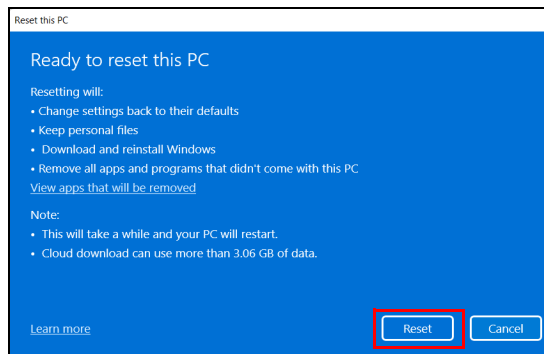 Reset this PC
Ready to reset this PC
Resetting will:
• Change settings back to their defaults
• Keep personal files
• Download and reinstall Windows
• Remove all apps and programs that didn't come with this PC
View apps that will be removed
Note:
• This will take a while and your PC will restart.
• Cloud download can use more than 3.06 GB of data.
Learn more
Reset
Cancel